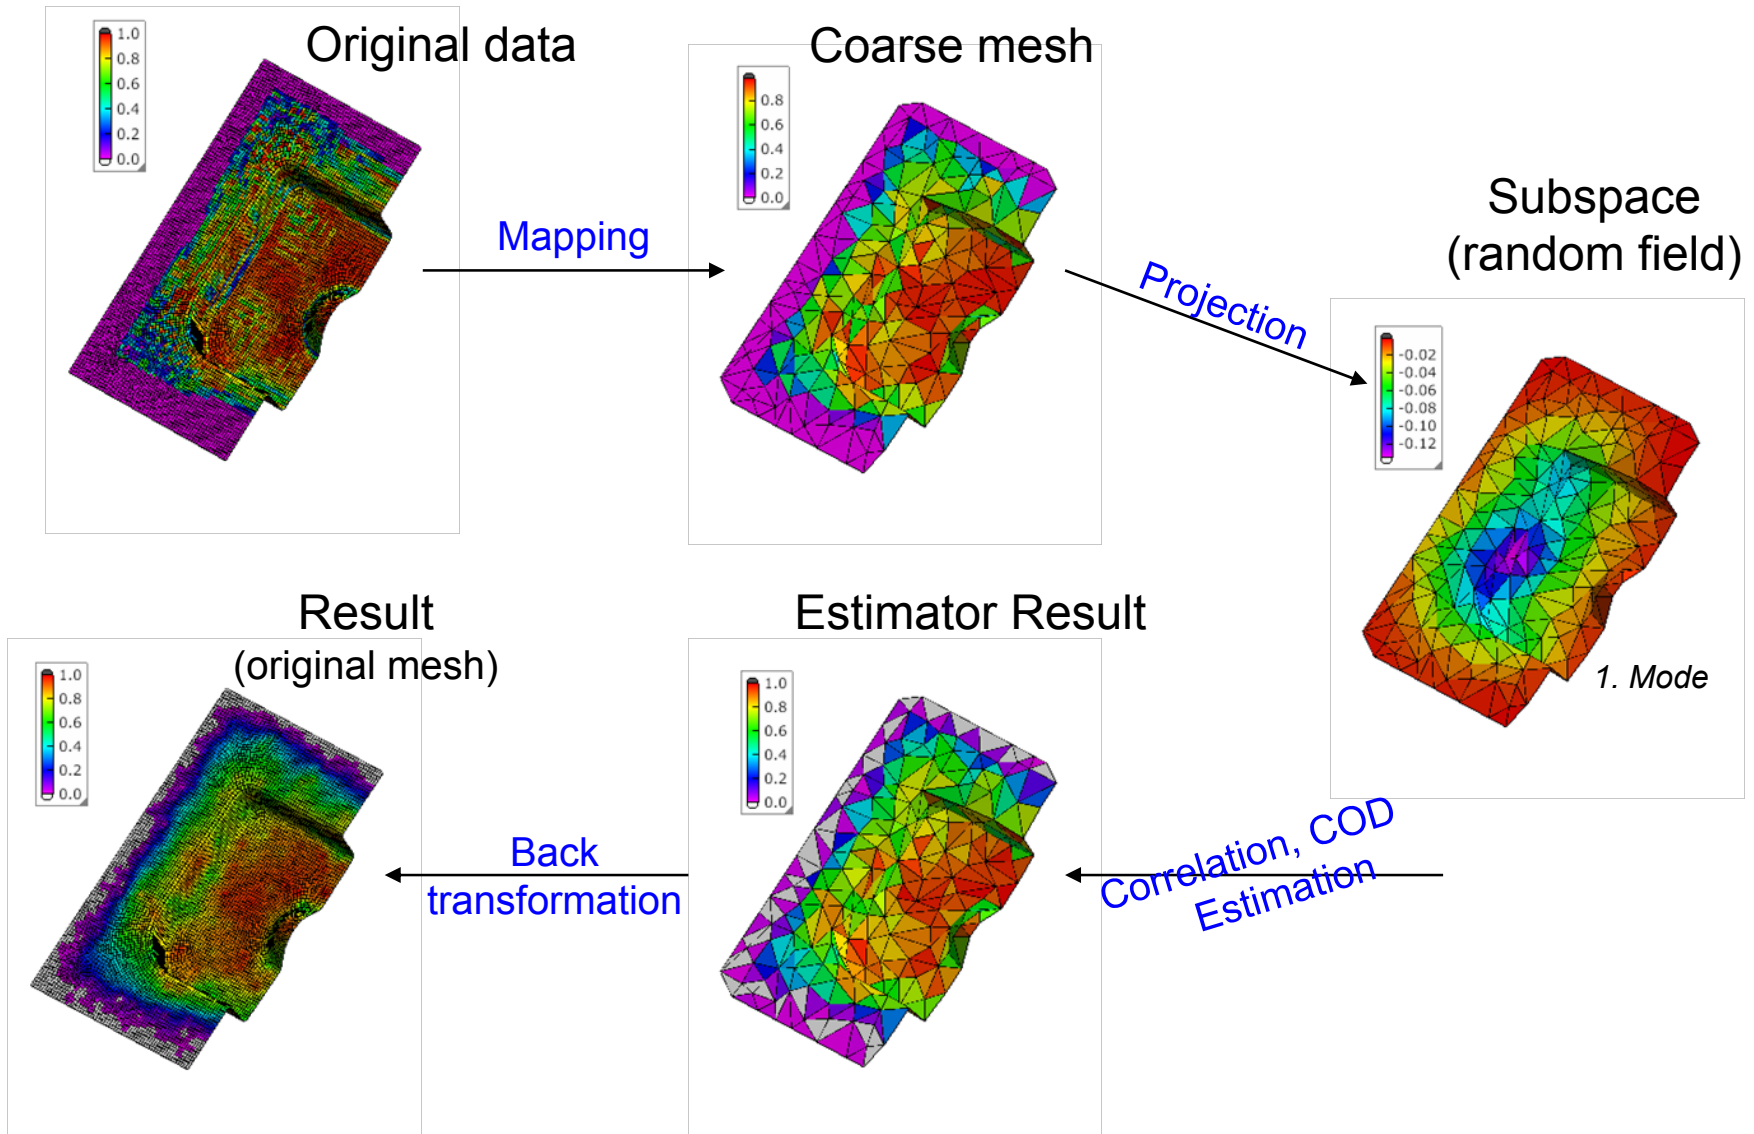 Original data
1.0
0.8
0.6
0.4
0.2
0.0
Mapping
Coarse mesh
0.8
0.6
0.4
0.2
0.0
Projection
Subspace
(random field)
-0.02
-0.04
-0.06
-0.08
-0.10
-0.12
1. Mode
Correlation, COD
Estimation
Estimator Result
1.0
0.8
0.6
0.4
0.2
0.0
Back
transformation
Result
(original mesh)
1.0
0.8
0.6
0.4
0.2
0.0